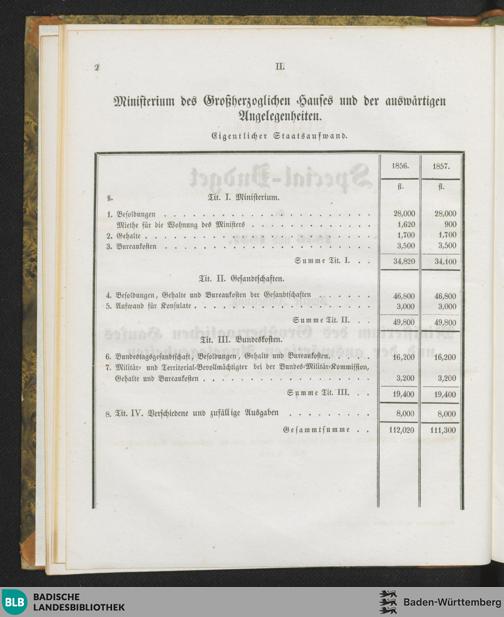 2
II.
Ministerium des Großherzoglichen Hauses und der auswärtigen
Angelegenheiten.
Eigentlicher Staatsaufwand.
1856. 1857.
fl. fl.
§. Tit. I. Ministerium.
1. Besoldungen . . . 28,000 28,000
Miethe für die Wohnung des Ministers . . . 1,620 900
2. Gehalte . . . 1,700 1,700
3. Bureaukosten . . . 3,500 3,500
Summe Tit. I. . . 34,820 34,100
Tit. II. Gesandtschaften.
4. Besoldungen, Gehalte und Bureaukosten der Gesandtschaften . . . 46,800 46,800
5. Aufwand für Konsulate . . . 3,000 3,000
Summe Tit. II. . . 49,800 49,800
Tit. III. Bundeskosten.
6. Bundestagsgesandtschaft, Besoldungen, Gehalte und Bureaukosten. . . . 16,200 16,200
7. Militär- und Territorial-Bevollmächtigter bei der Bundes-Militär-Kommission,
Gehalte und Bureaukosten . . . 3,200 3,200
Summe Tit. III. . . 19,400 19,400
8. Tit. IV. Verschiedene und zufällige Ausgaben . . . 8,000 8,000
Gesammtsumme . . 112,020 111,300
BLB
BADISCHE
LANDESBIBLIOTHEK
Baden-Württemberg